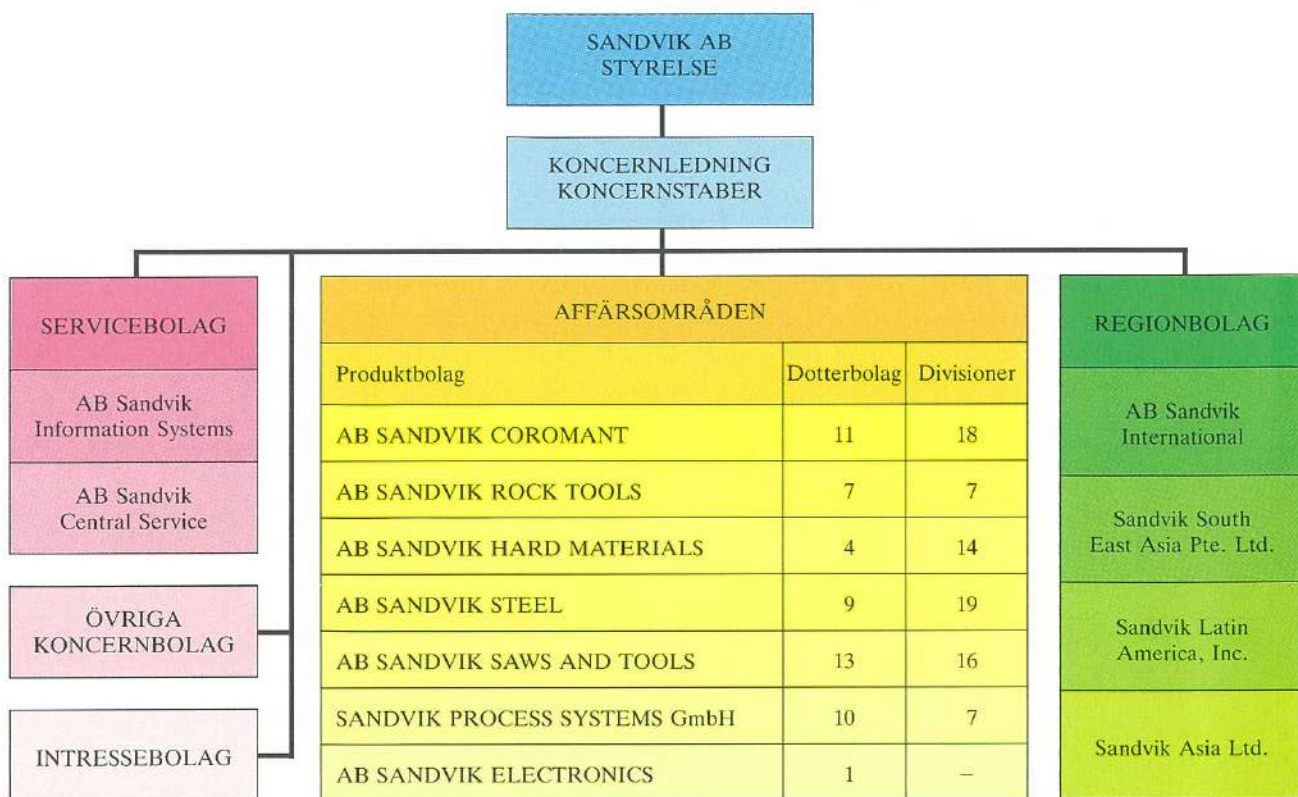 SANDVIK AB
STYRELSE
KONCERNLEDNING
KONCERNSTABER
SERVICEBOLAG
AB Sandvik
Information Systems
AB Sandvik
Central Service
ÖVRIGA
KONCERNBOLAG
INTRESSEBOLAG
AFFÄRSOMRÅDEN
Produktbolag Dotterbolag Divisioner
AB SANDVIK COROMANT 11 18
AB SANDVIK ROCK TOOLS 7 7
AB SANDVIK HARD MATERIALS 4 14
AB SANDVIK STEEL 9 19
AB SANDVIK SAWS AND TOOLS 13 16
SANDVIK PROCESS SYSTEMS GmbH 10 7
AB SANDVIK ELECTRONICS 1 –
REGIONBOLAG
AB Sandvik
International
Sandvik South
East Asia Pte. Ltd.
Sandvik Latin
America, Inc.
Sandvik Asia Ltd.